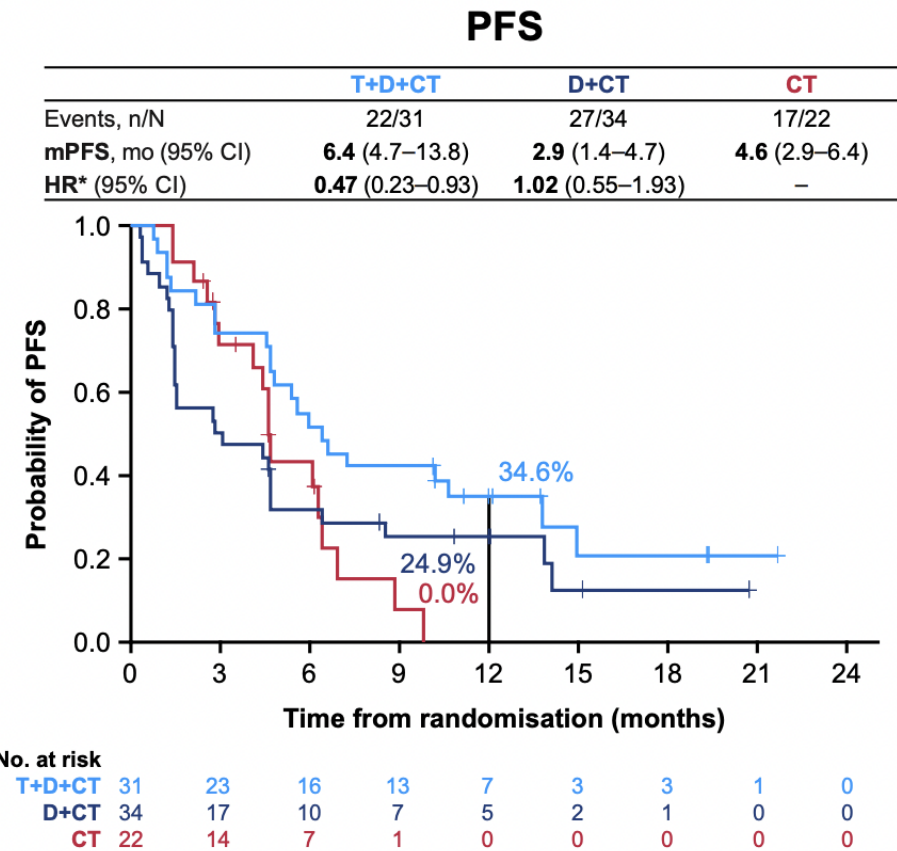 PFS
T+D+CT D+CT CT
Events, n/N 22/31 27/34 17/22
mPFS, mo (95% CI) 6.4 (4.7–13.8) 2.9 (1.4–4.7) 4.6 (2.9–6.4)
HR* (95% CI) 0.47 (0.23–0.93) 1.02 (0.55–1.93) –
Probability of PFS
1.0
0.8
0.6
0.4
0.2
0.0
34.6%
24.9%
0.0%
0 3 6 9 12 15 18 21 24
Time from randomisation (months)
No. at risk
T+D+CT 31 23 16 13 7 3 3 1 0
D+CT 34 17 10 7 5 2 1 0 0
CT 22 14 7 1 0 0 0 0 0